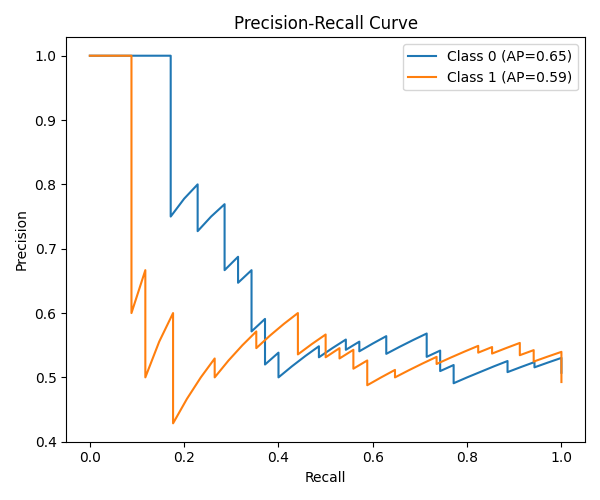 Precision-Recall Curve
Class 0 (AP=0.65)
Class 1 (AP=0.59)
Precision
1.0
0.9
0.8
0.7
0.6
0.5
0.4
0.0 0.2 0.4 0.6 0.8 1.0
Recall